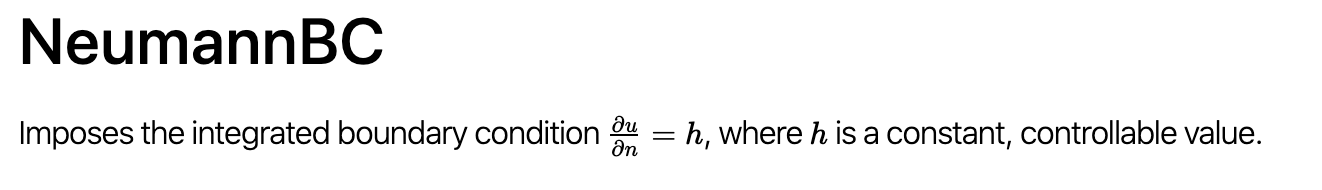 NeumannBC
Imposes the integrated boundary condition ∂u/∂n = h, where h is a constant, controllable value.